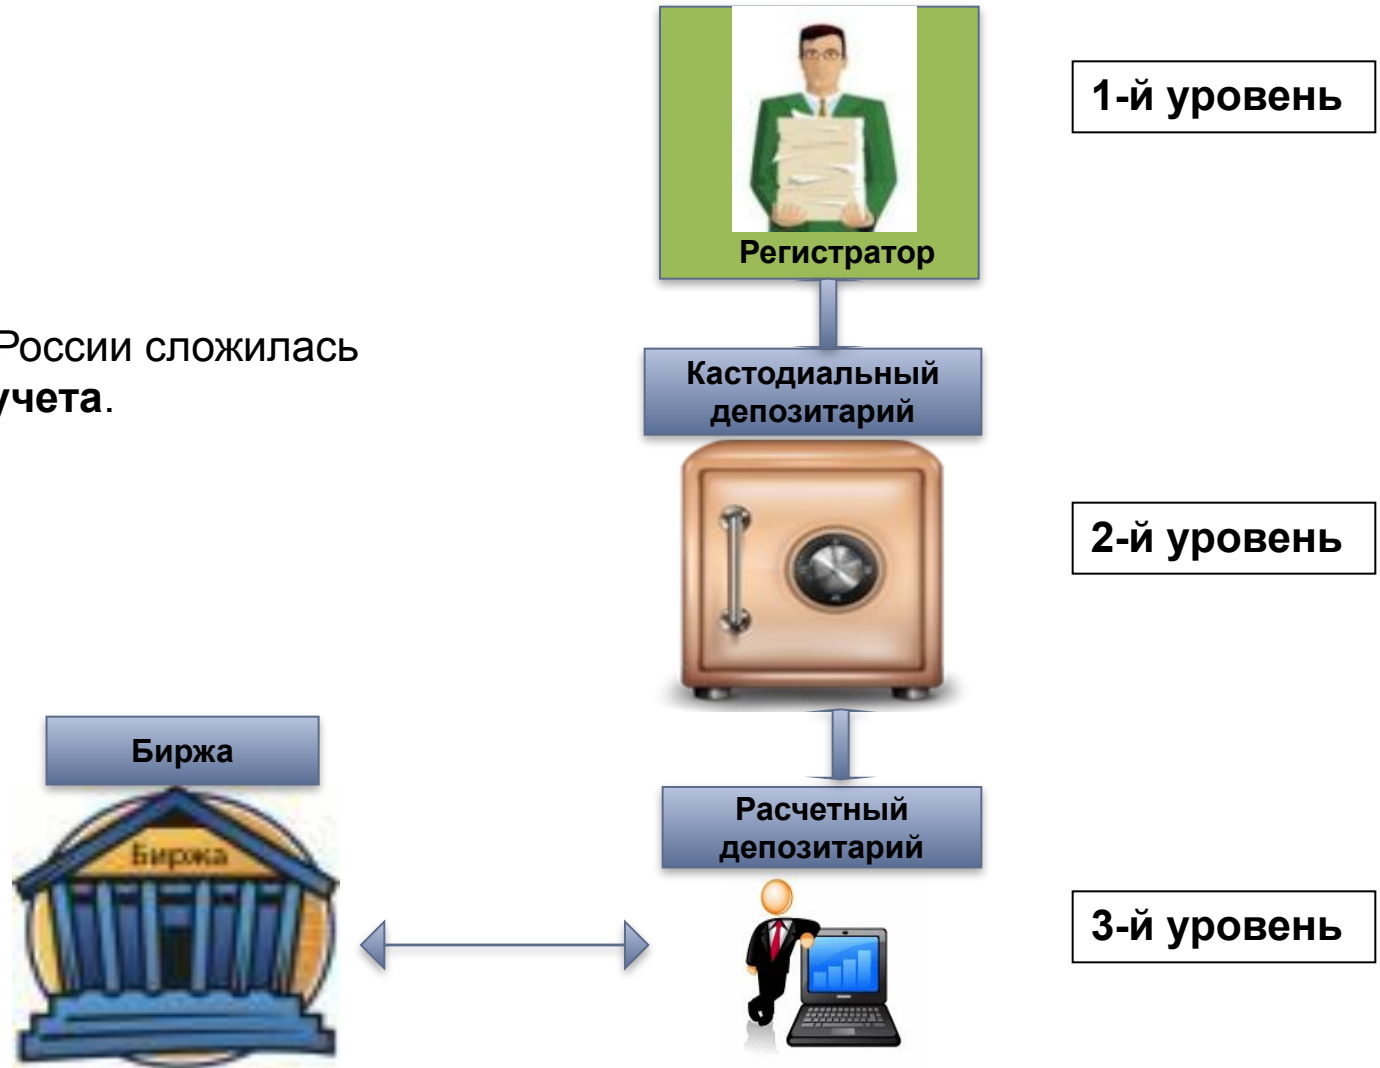 1-й уровень
Регистратор
России сложилась
учета.
Кастодиальный
депозитарий
2-й уровень
Биржа
Биржа
Расчетный
депозитарий
3-й уровень